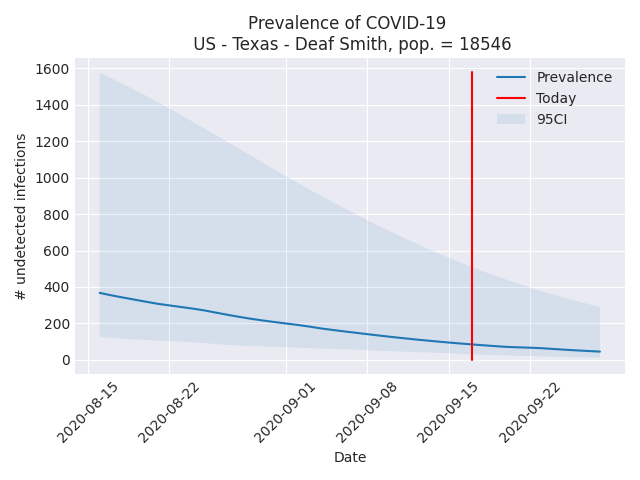 Prevalence of COVID-19
US - Texas - Deaf Smith, pop. = 18546
# undetected infections
1600
1400
1200
1000
800
600
400
200
0
Prevalence
Today
95CI
2020-08-15
2020-08-22
2020-09-01
2020-09-08
2020-09-15
2020-09-22
Date